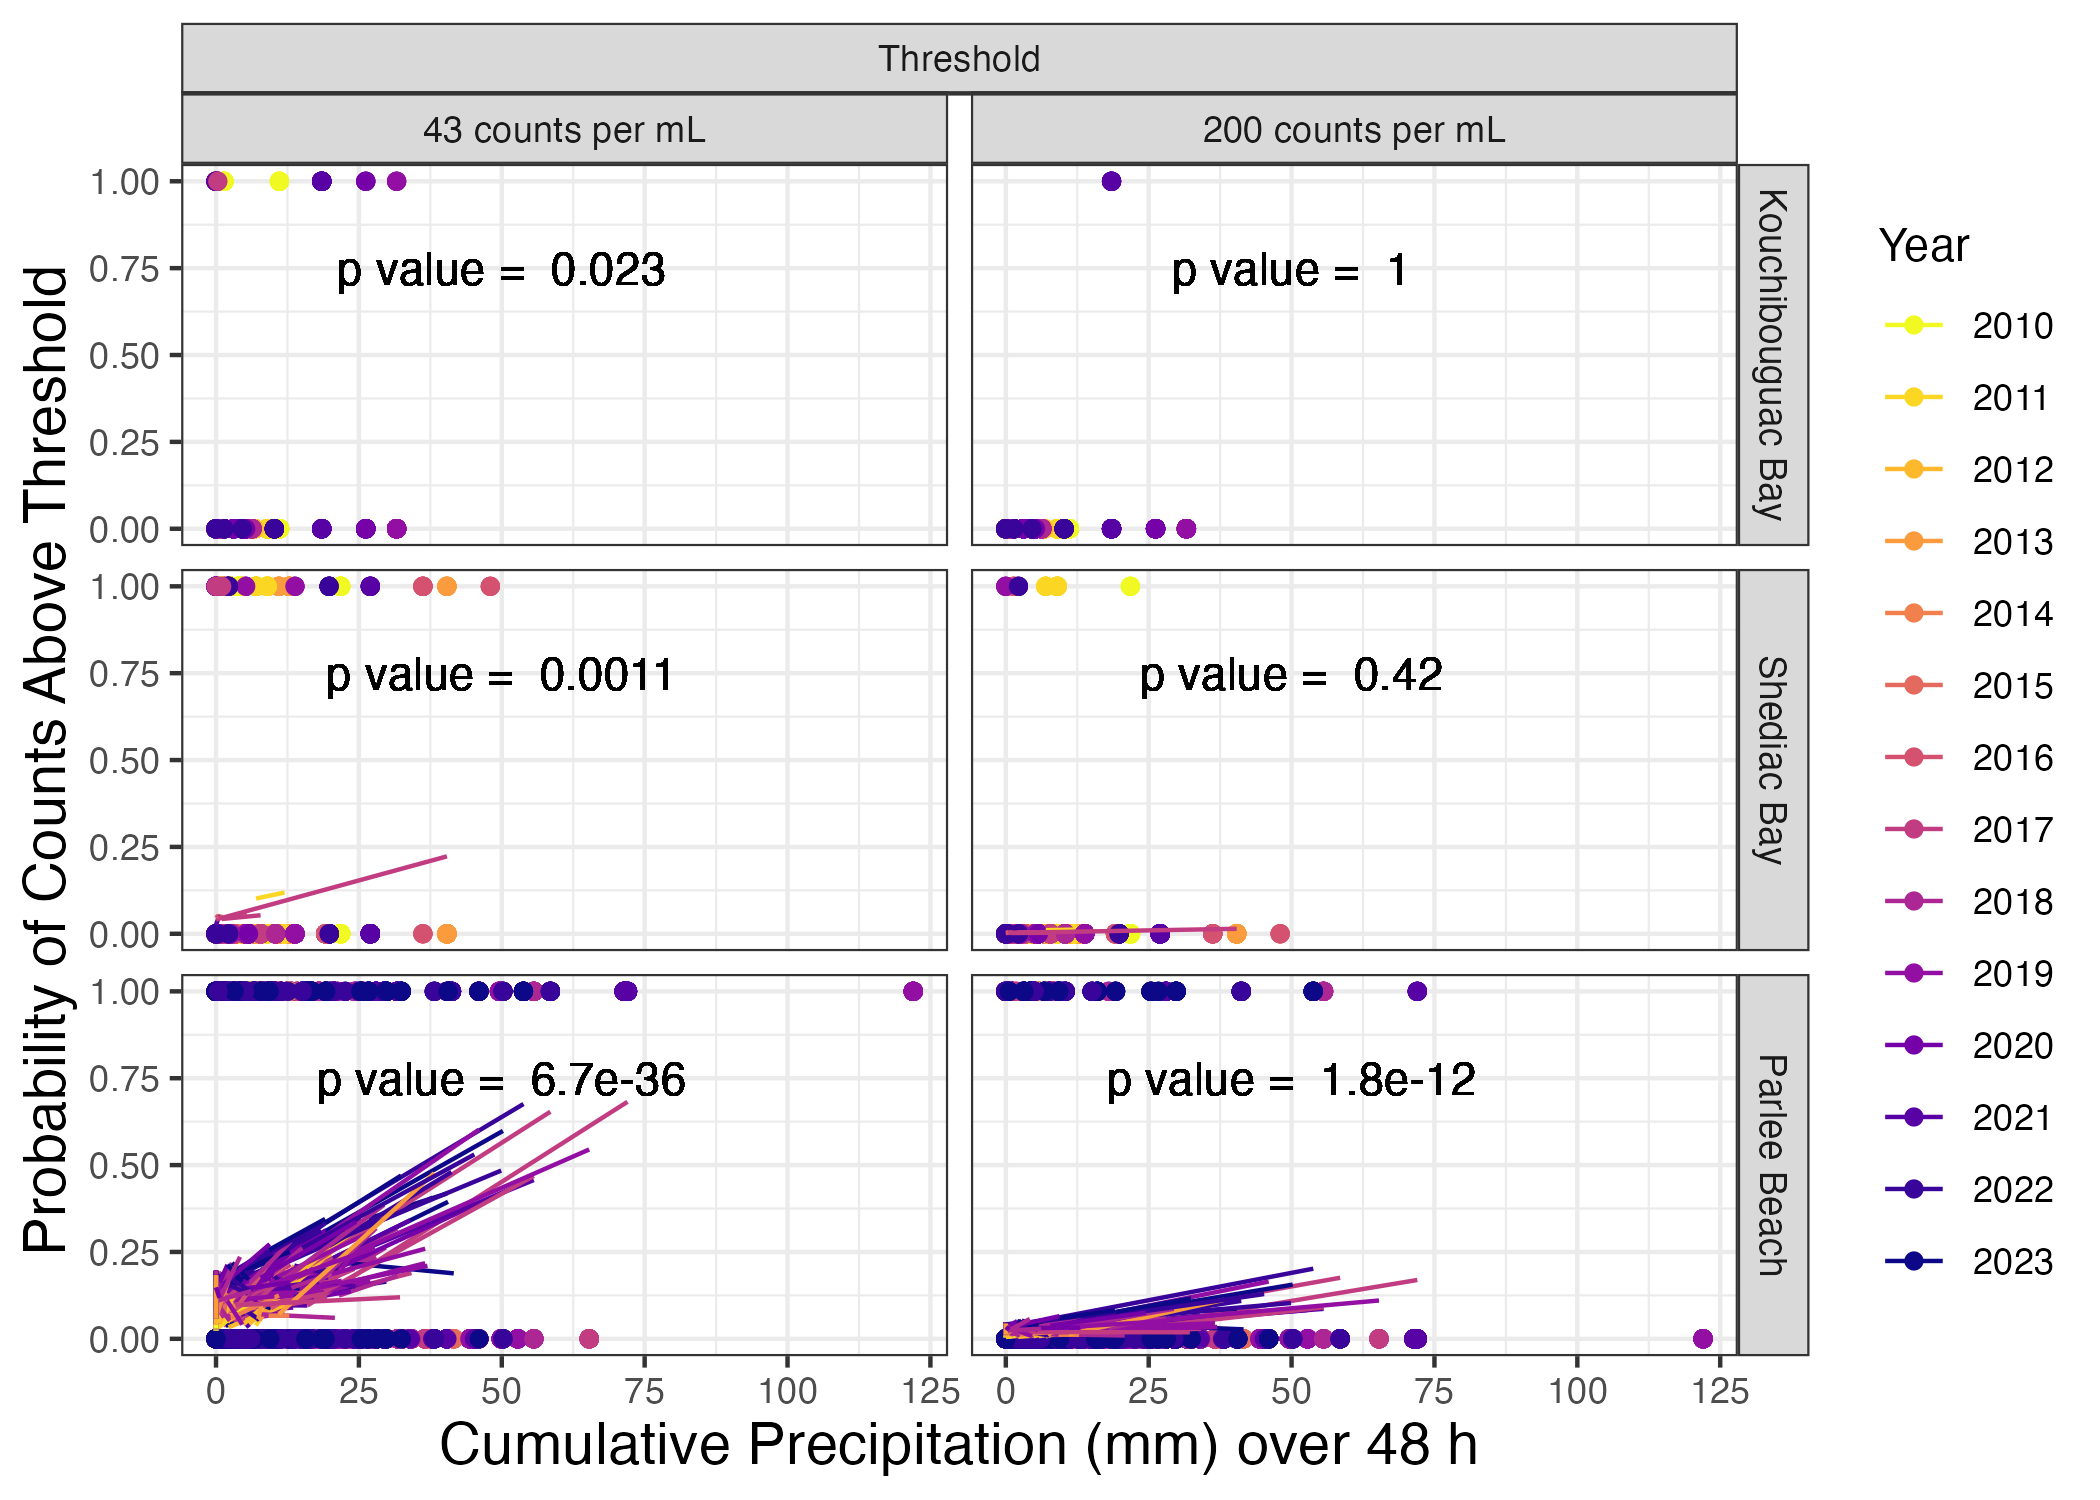 Threshold
43 counts per mL
200 counts per mL
Probability of Counts Above Threshold
1.00
0.75
0.50
0.25
0.00
p value = 0.023
p value = 1
Kouchibouguac Bay
1.00
0.75
0.50
0.25
0.00
p value = 0.0011
p value = 0.42
Shediac Bay
1.00
0.75
0.50
0.25
0.00
p value = 6.7e-36
p value = 1.8e-12
Parlee Beach
0 25 50 75 100 125
0 25 50 75 100 125
Cumulative Precipitation (mm) over 48 h
Year
2010
2011
2012
2013
2014
2015
2016
2017
2018
2019
2020
2021
2022
2023